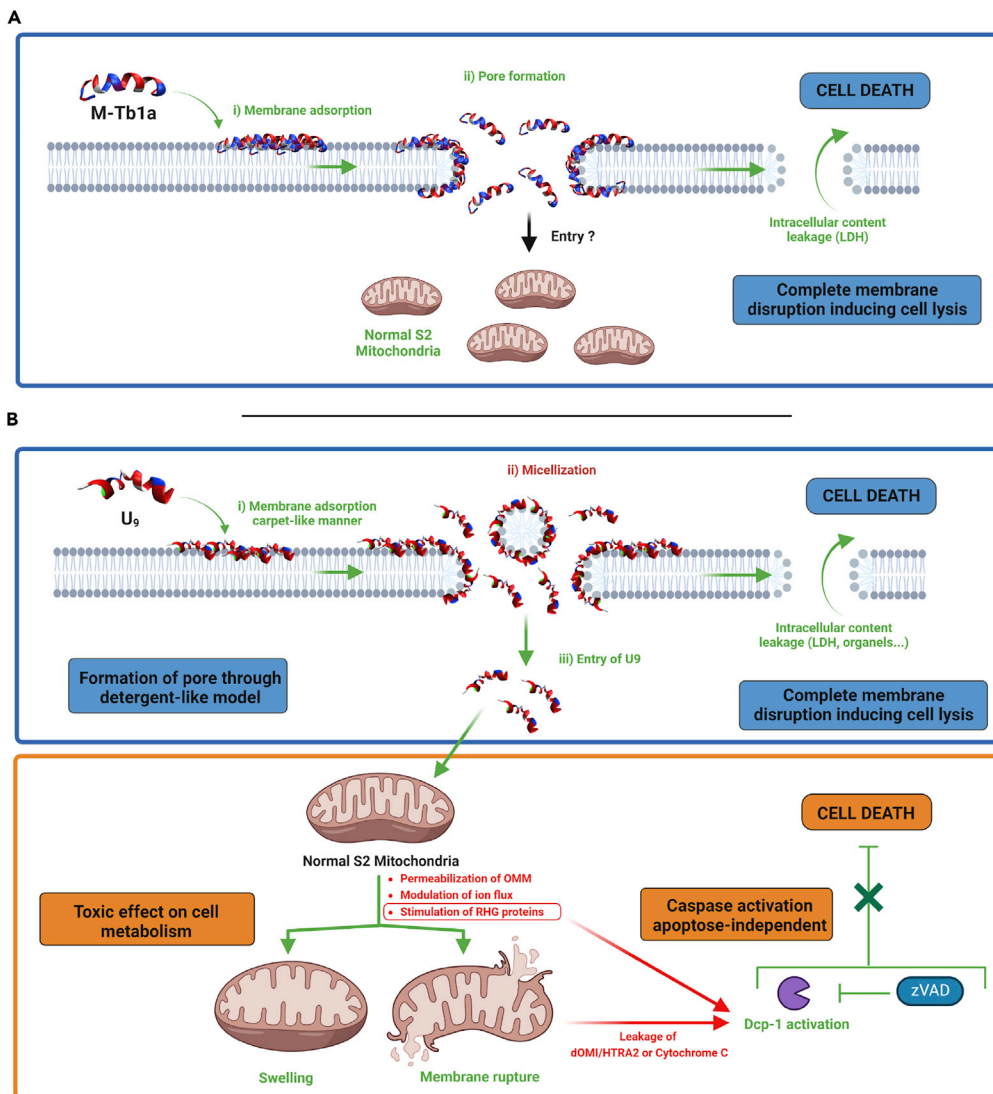 A
M-Tb1a
i) Membrane adsorption
ii) Pore formation
CELL DEATH
Intracellular content
leakage (LDH)
Entry ?
Normal S2
Mitochondria
Complete membrane
disruption inducing cell lysis
B
U9
i) Membrane adsorption
carpet-like manner
ii) Micellization
CELL DEATH
Intracellular content
leakage (LDH, organels...)
iii) Entry of U9
Formation of pore through
detergent-like model
Complete membrane
disruption inducing cell lysis
Normal S2 Mitochondria
• Permeabilization of OMM
• Modulation of ion flux
• Stimulation of RHG proteins
CELL DEATH
Toxic effect on cell
metabolism
Caspase activation
apoptose-independent
zVAD
Dcp-1 activation
Leakage of
dOMI/HTRA2 or Cytochrome C
Swelling
Membrane rupture